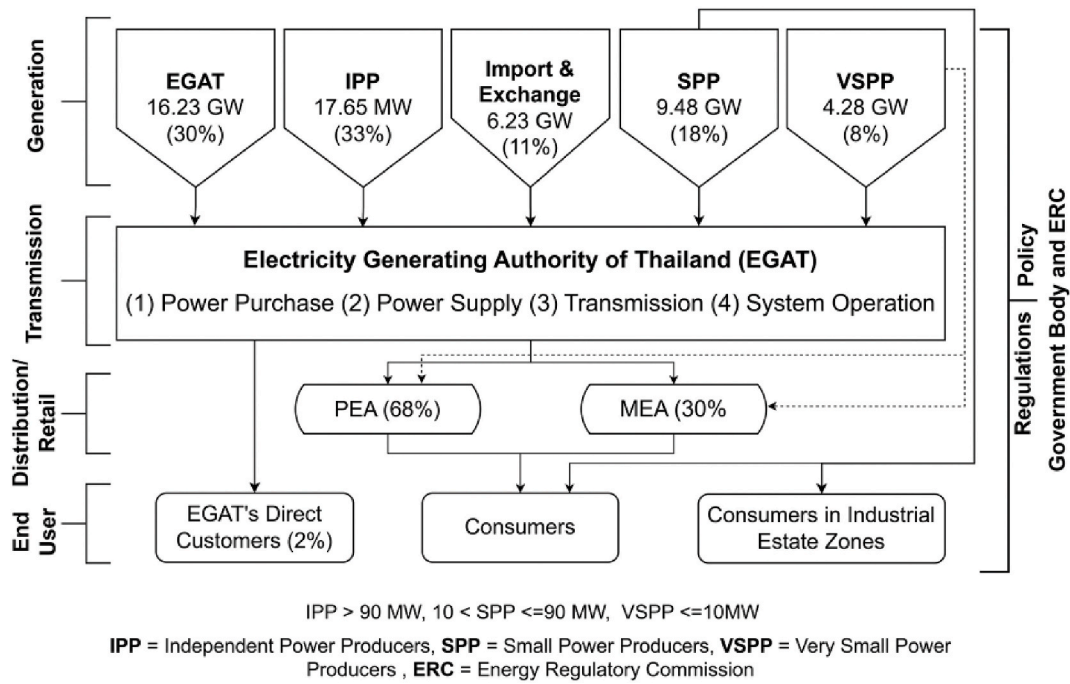 Generation
EGAT
16.23 GW
(30%)
IPP
17.65 MW
(33%)
Import &
Exchange
6.23 GW
(11%)
SPP
9.48 GW
(18%)
VSPP
4.28 GW
(8%)
Transmission
Electricity Generating Authority of Thailand (EGAT)
(1) Power Purchase (2) Power Supply (3) Transmission (4) System Operation
Distribution/
Retail
PEA (68%)
MEA (30%
End
User
EGAT's Direct
Customers (2%)
Consumers
Consumers in Industrial
Estate Zones
Regulations | Policy
Government Body and ERC
IPP > 90 MW, 10 < SPP <=90 MW, VSPP <=10MW
IPP = Independent Power Producers, SPP = Small Power Producers, VSPP = Very Small Power
Producers , ERC = Energy Regulatory Commission